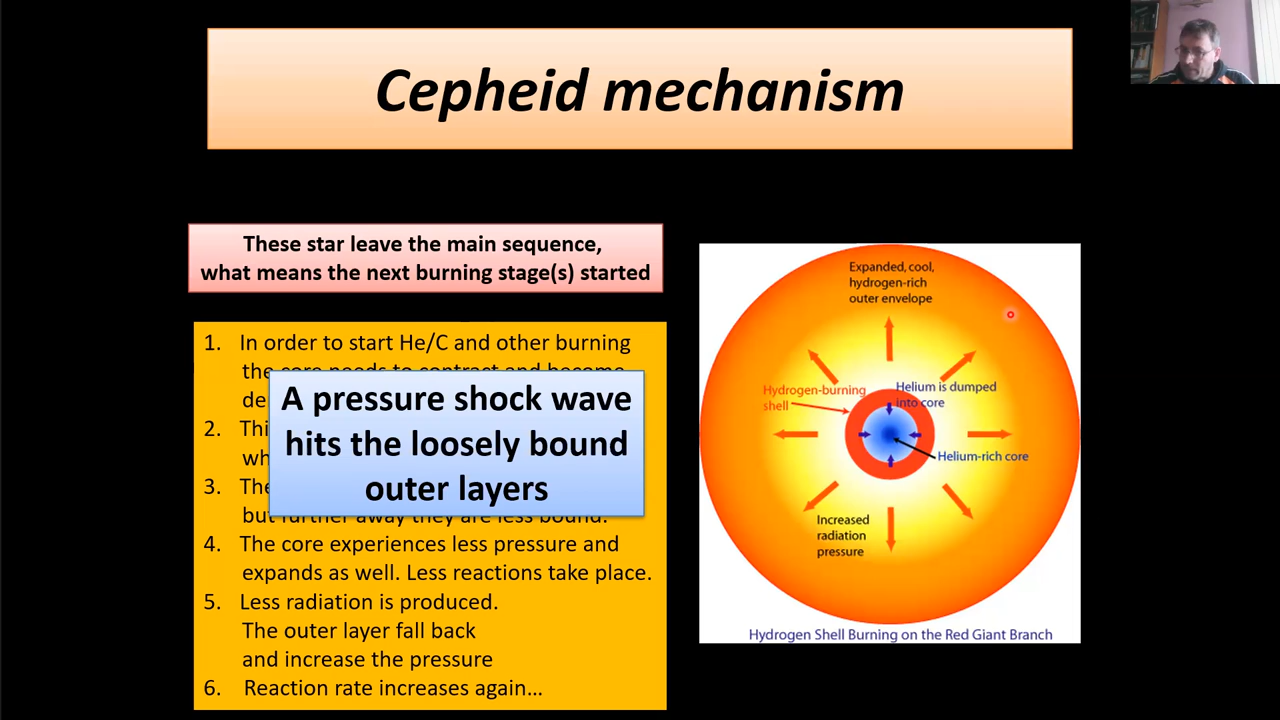 Cepheid mechanism
These star leave the main sequence,
what means the next burning stage(s) started
1. In order to start He/C and other burning
the core needs to contract and become
de
2. Thi
wh
3. The
but further away they are less bound.
4. The core experiences less pressure and
expands as well. Less reactions take place.
5. Less radiation is produced.
The outer layer fall back
and increase the pressure
6. Reaction rate increases again...
A pressure shock wave
hits the loosely bound
outer layers
Expanded, cool,
hydrogen-rich
outer envelope
Hydrogen-burning
shell
Helium is dumped
into core
Helium-rich core
Increased
radiation
pressure
Hydrogen Shell Burning on the Red Giant Branch